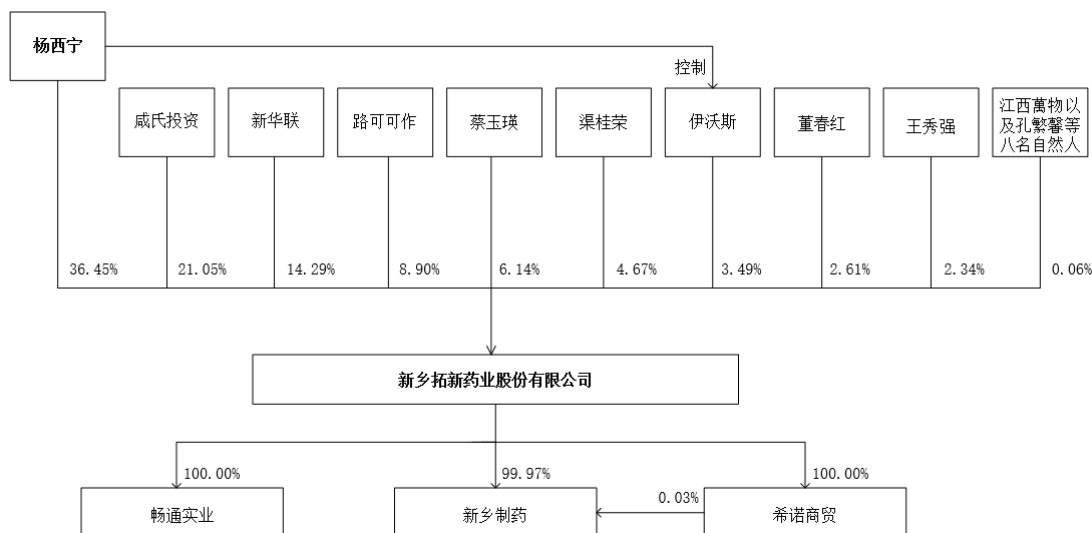 杨西宁
控制
咸氏投资
新华联
路可可作
蔡玉瑛
渠桂荣
伊沃斯
董春红
王秀强
江西萬物以
及孔繁馨等
八名自然人
36.45%
21.05%
14.29%
8.90%
6.14%
4.67%
3.49%
2.61%
2.34%
0.06%
新乡拓新药业股份有限公司
100.00%
99.97%
100.00%
0.03%
畅通实业
新乡制药
希诺商贸